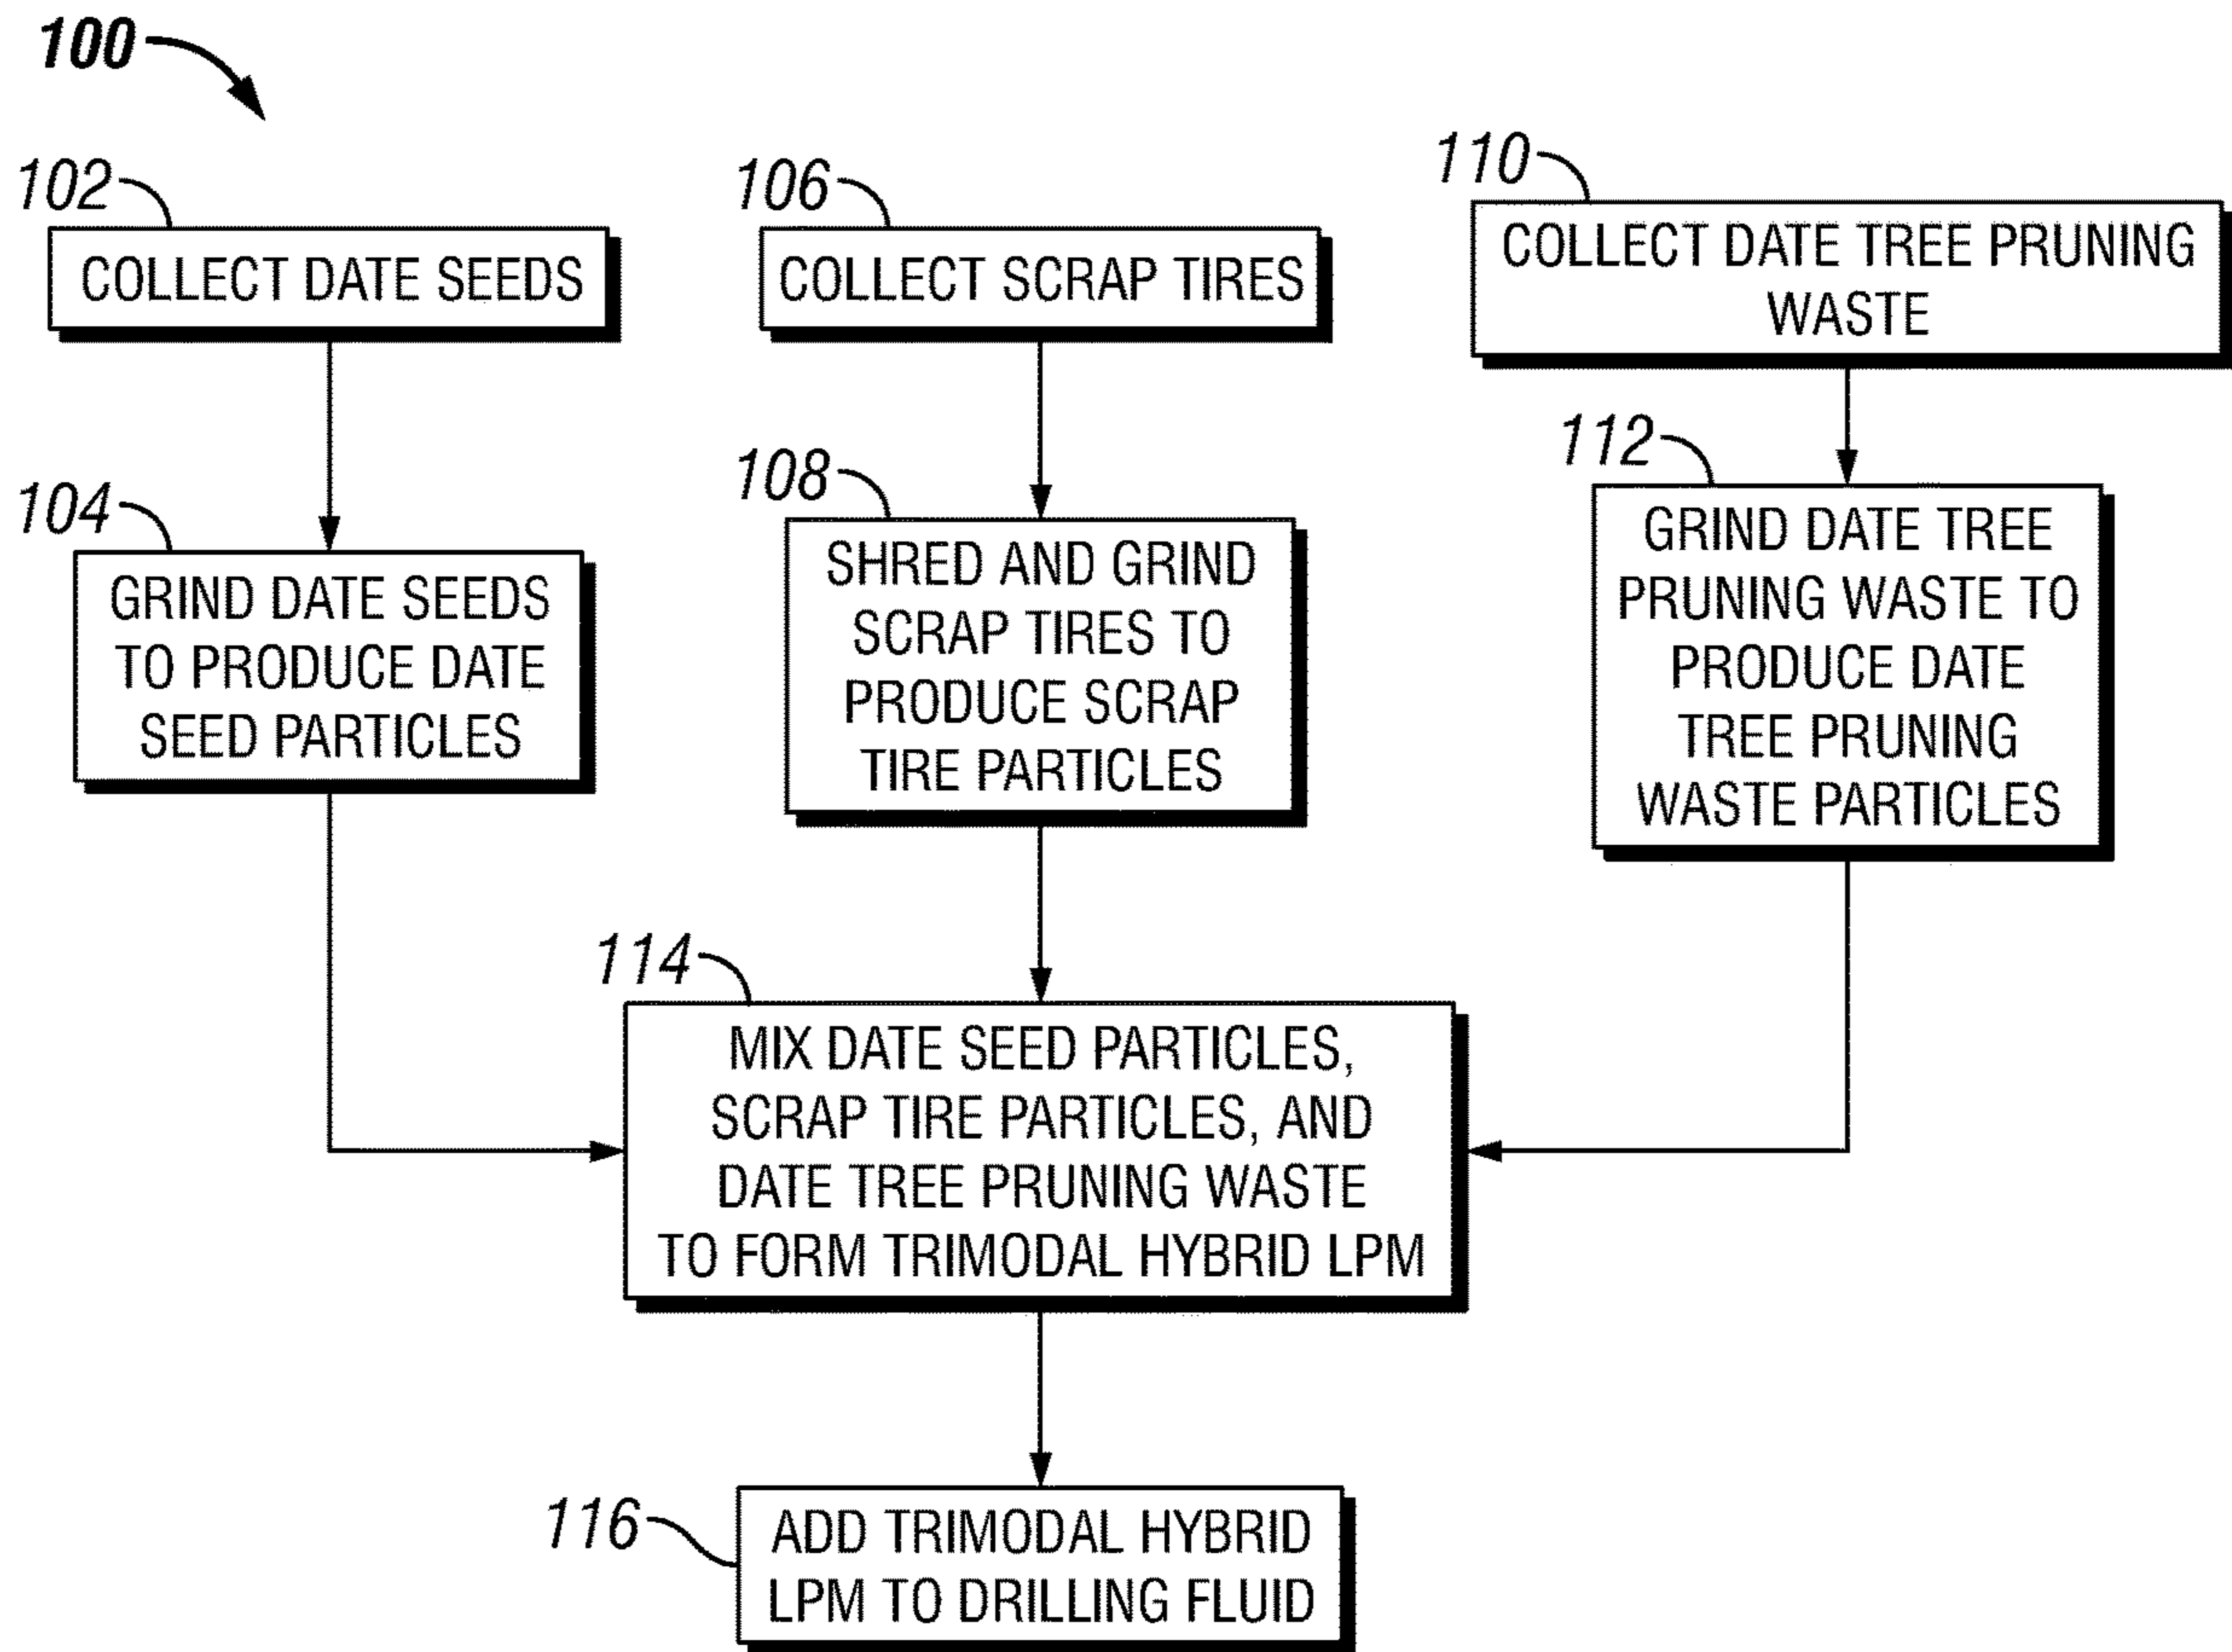 100
102
COLLECT DATE SEEDS
106
COLLECT SCRAP TIRES
110
COLLECT DATE TREE PRUNING
WASTE
104
GRIND DATE SEEDS
TO PRODUCE DATE
SEED PARTICLES
108
SHRED AND GRIND
SCRAP TIRES TO
PRODUCE SCRAP
TIRE PARTICLES
112
GRIND DATE TREE
PRUNING WASTE TO
PRODUCE DATE
TREE PRUNING
WASTE PARTICLES
114
MIX DATE SEED PARTICLES,
SCRAP TIRE PARTICLES, AND
DATE TREE PRUNING WASTE
TO FORM TRIMODAL HYBRID LPM
116
ADD TRIMODAL HYBRID
LPM TO DRILLING FLUID